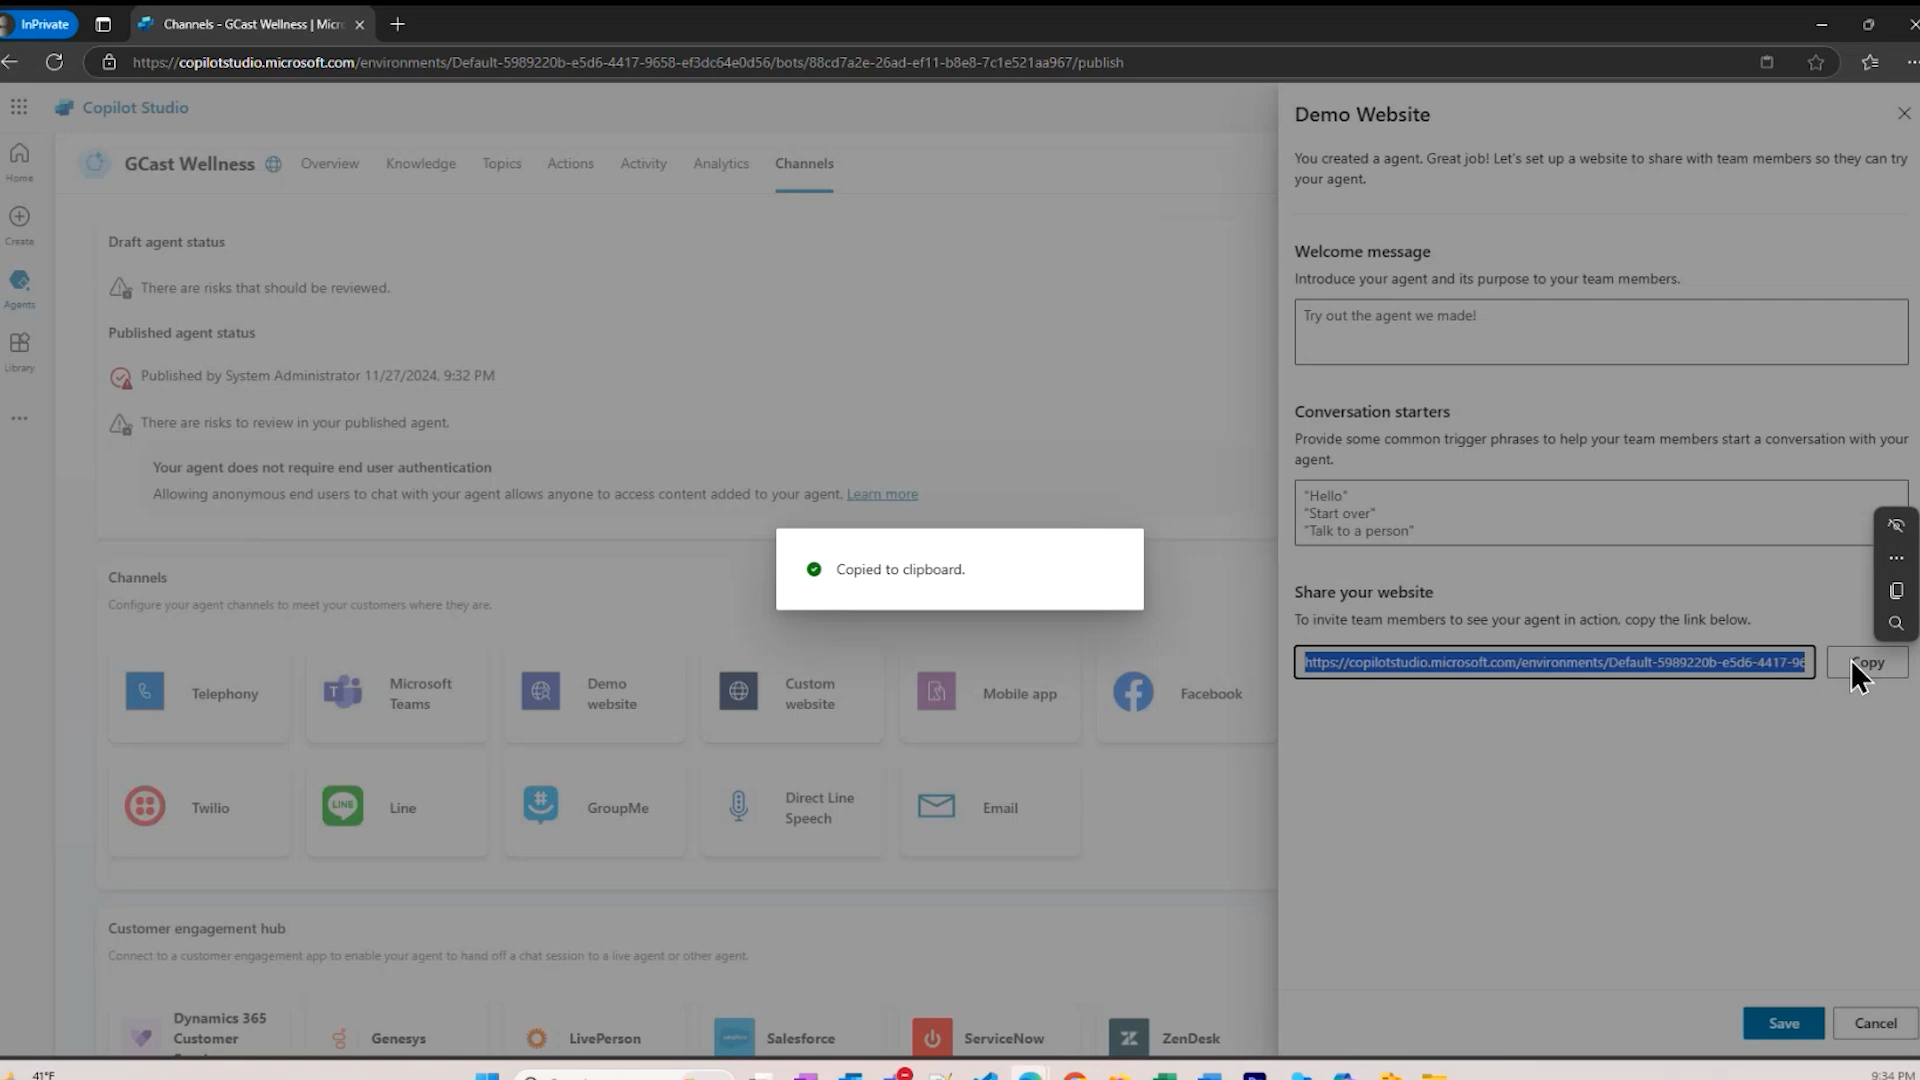 InPrivate
Channels - GCast Wellness | Micr
https://copilotstudio.microsoft.com/environments/Default-5989220b-e5d6-4417-9658-ef3dc64e0d56/bots/88cd7a2e-26ad-ef11-b8e8-7c1e521aa967/publish
Copilot Studio
Home
Create
Agents
Library
GCast Wellness
Overview
Knowledge
Topics
Actions
Activity
Analytics
Channels
Draft agent status
There are risks that should be reviewed.
Published agent status
Published by System Administrator 11/27/2024, 9:32 PM
There are risks to review in your published agent.
Your agent does not require end user authentication
Allowing anonymous end users to chat with your agent allows anyone to access content added to your agent. Learn more
Channels
Configure your agent channels to meet your customers where they are.
Telephony
Microsoft
Teams
Demo
website
Custom
website
Mobile app
Facebook
Twilio
LINE
Line
GroupMe
Direct Line
Speech
Email
Customer engagement hub
Connect to a customer engagement app to enable your agent to hand off a chat session to a live agent or other agent.
Dynamics 365
Customer
Genesys
LivePerson
Salesforce
ServiceNow
ZenDesk
Copied to clipboard.
Demo Website
You created a agent. Great job! Let's set up a website to share with team members so they can try
your agent.
Welcome message
Introduce your agent and its purpose to your team members.
Try out the agent we made!
Conversation starters
Provide some common trigger phrases to help your team members start a conversation with your
agent.
"Hello"
"Start over"
"Talk to a person"
Share your website
To invite team members to see your agent in action, copy the link below.
https://copilotstudio.microsoft.com/environments/Default-5989220b-e5d6-4417-96
Copy
Save
Cancel
41°F
9:34 PM